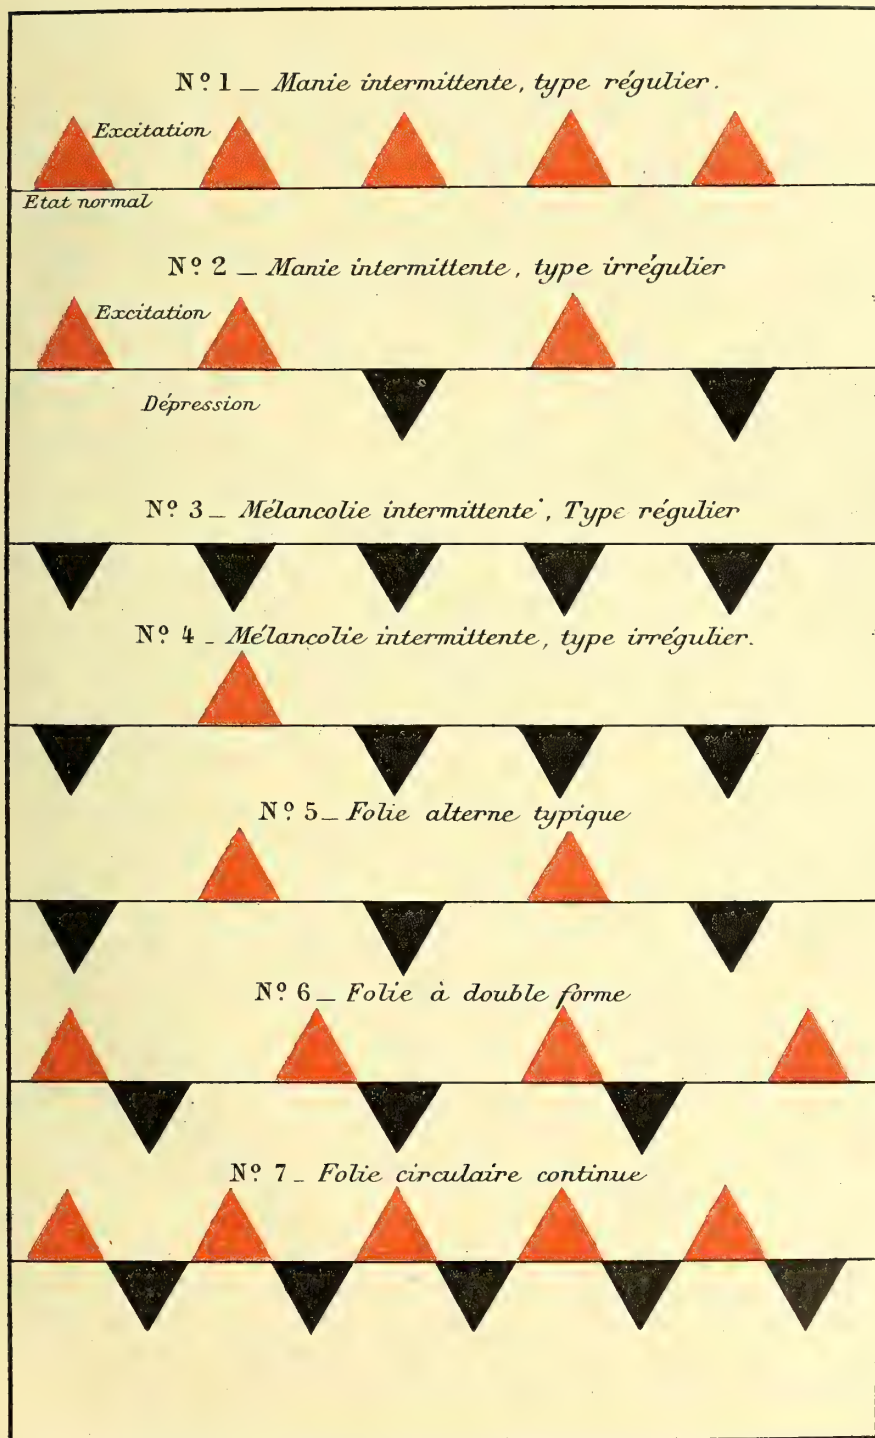 Nº 1 _ Manie intermittente, type régulier.
Excitation
Etat normal
Nº 2 _ Manie intermittente, type irrégulier
Excitation
Dépression
Nº 3 _ Mélancolie intermittente, Type régulier
Nº 4 _ Mélancolie intermittente, type irrégulier.
Nº 5 _ Folie alterne typique
Nº 6 _ Folie à double forme
Nº 7 _ Folie circulaire continue